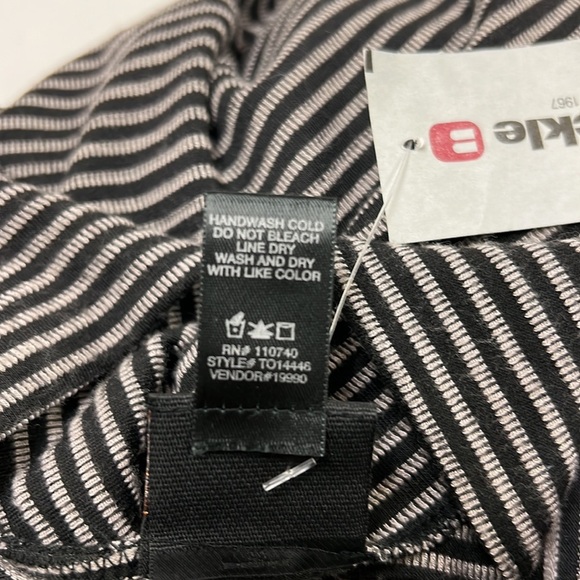 1967
ckle B
HANDWASH COLD
DO NOT BLEACH
LINE DRY
WASH AND DRY
WITH LIKE COLOR
RN# 110740
STYLE# TO14446
VENDOR#19990